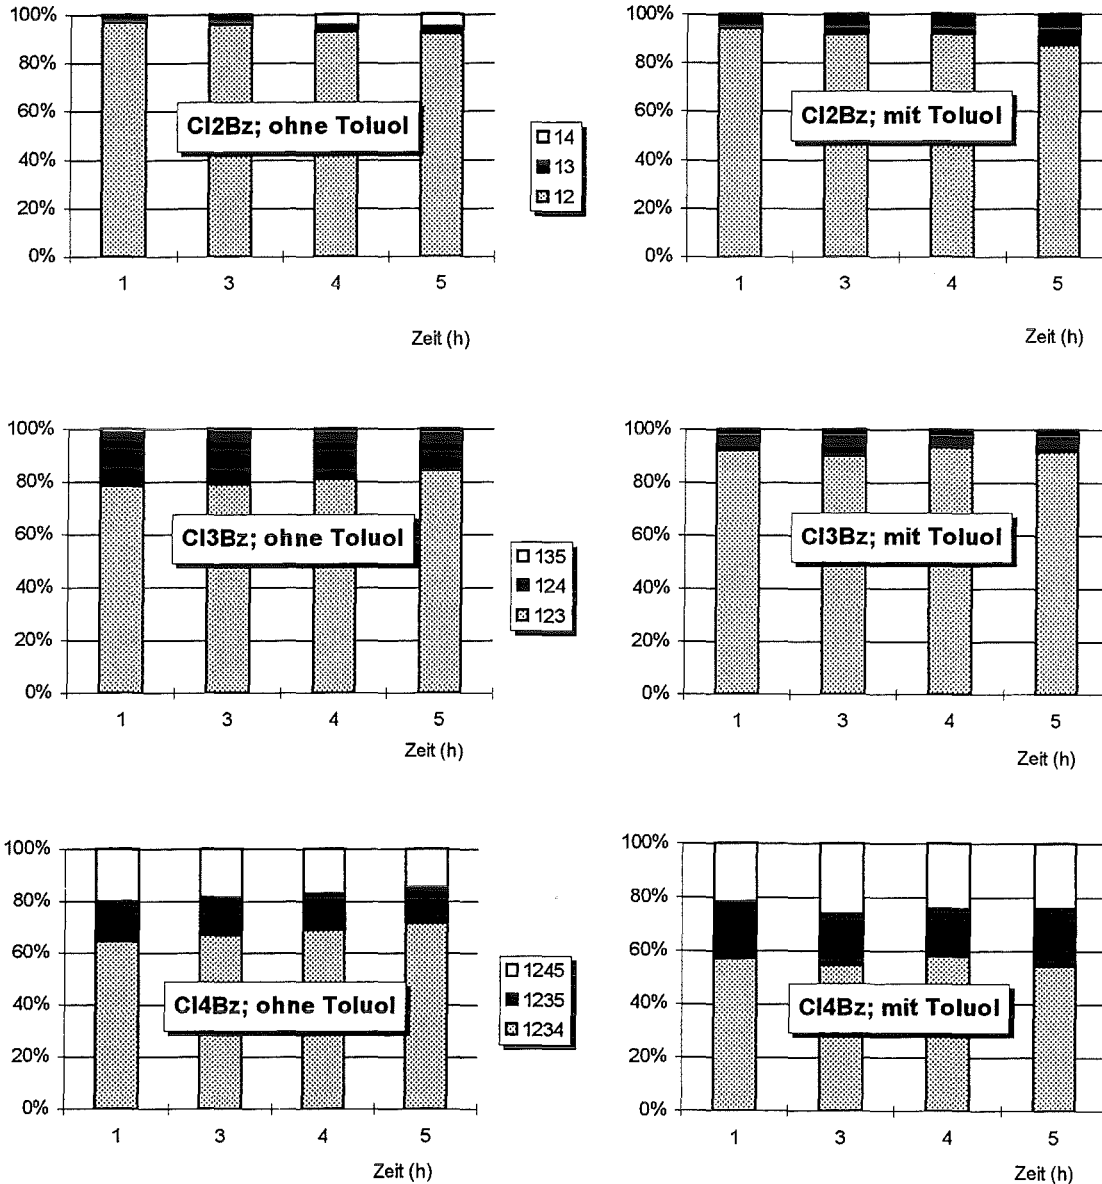 100%
80%
60%
40%
20%
0%
Cl2Bz; ohne Toluol
1 3 4 5
Zeit (h)
14
13
12
100%
80%
60%
40%
20%
0%
Cl2Bz; mit Toluol
1 3 4 5
Zeit (h)
100%
80%
60%
40%
20%
0%
Cl3Bz; ohne Toluol
1 3 4 5
Zeit (h)
135
124
123
100%
80%
60%
40%
20%
0%
Cl3Bz; mit Toluol
1 3 4 5
Zeit (h)
100%
80%
60%
40%
20%
0%
Cl4Bz; ohne Toluol
1 3 4 5
Zeit (h)
1245
1235
1234
100%
80%
60%
40%
20%
0%
Cl4Bz; mit Toluol
1 3 4 5
Zeit (h)